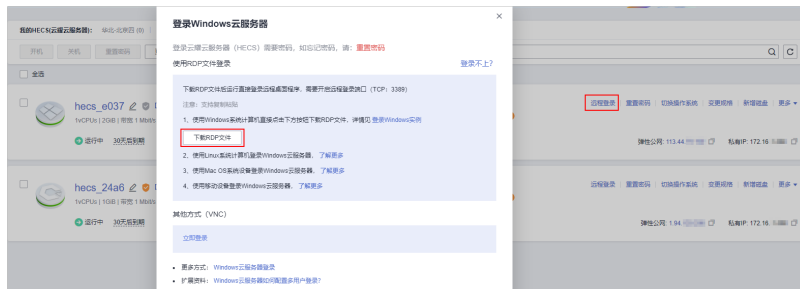 我的HECS(云耀云服务器): 华北-北京四 (0)
开机 关机 重置密码
全选
hecs_e037
1vCPUs | 2GiB | 带宽 1 Mbit/s
运行中 30天后到期
hecs_24a6
1vCPUs | 1GiB | 带宽 1 Mbit/s
运行中 30天后到期
登录Windows云服务器
登录云耀云服务器（HECS）需要密码，如忘记密码，请：重置密码
使用RDP文件登录 登录不上?
下载RDP文件后运行直接登录远程桌面程序，需要开启远程登录端口（TCP）3389）
注意：支持复制粘贴
1、使用Windows系统计算机直接点击下方按钮下载RDP文件，详情见 登录Windows实例
下载RDP文件
2、使用Linux系统计算机登录Windows云服务器， 了解更多
3、使用Mac OS系统设备登录Windows云服务器， 了解更多
4、使用移动设备登录Windows云服务器， 了解更多
其他方式（VNC）
立即登录
更多方式： Windows云服务器登录
扩展资料： Windows云服务器如何配置多用户登录?
远程登录 重置密码 切换操作系统 变更规格 新增磁盘 更多
弹性公网: 113.44. 私有IP: 172.16.
远程登录 重置密码 切换操作系统 变更规格 新增磁盘 更多
弹性公网: 1.94. 私有IP: 172.16.